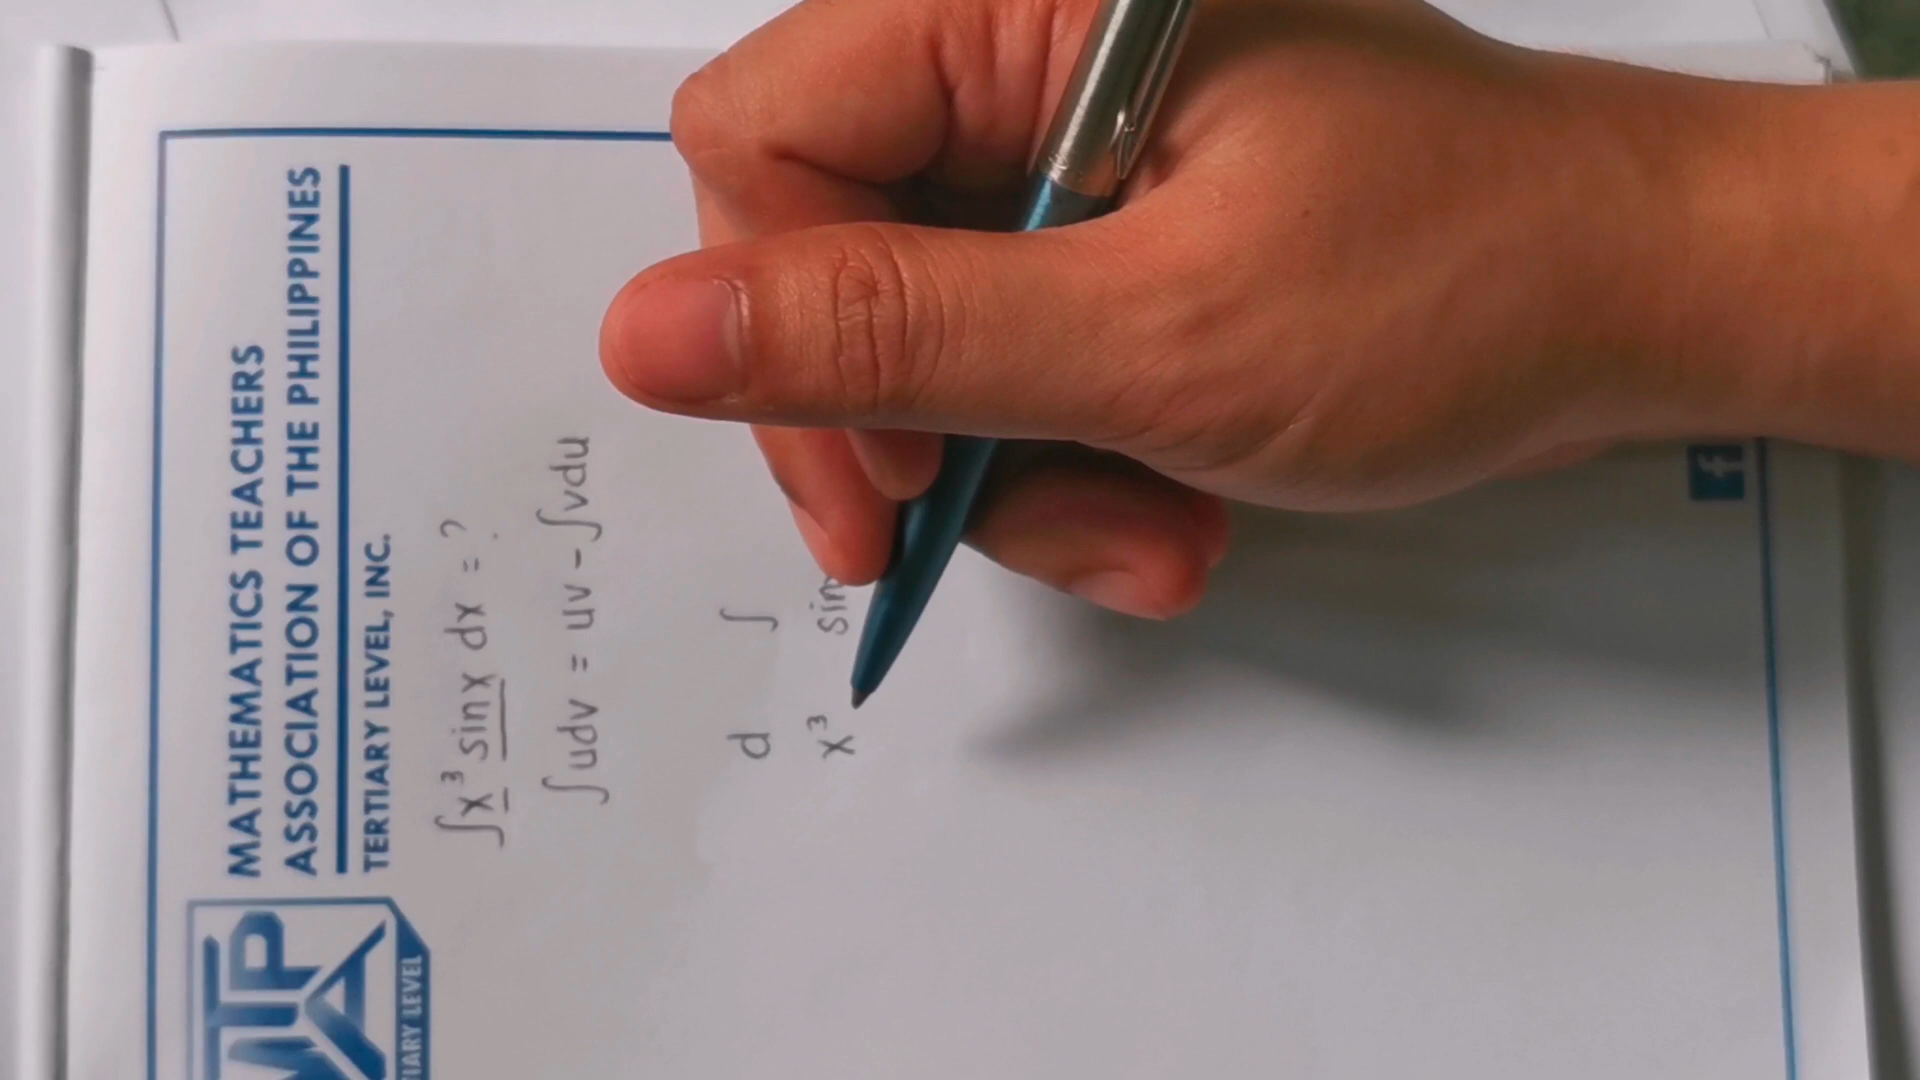 MATHEMATICS TEACHERS
ASSOCIATION OF THE PHILIPPINES
TERTIARY LEVEL, INC.
∫x³ sinx dx = ?
∫udv = uv - ∫vdu
d ∫
x³ sin
f